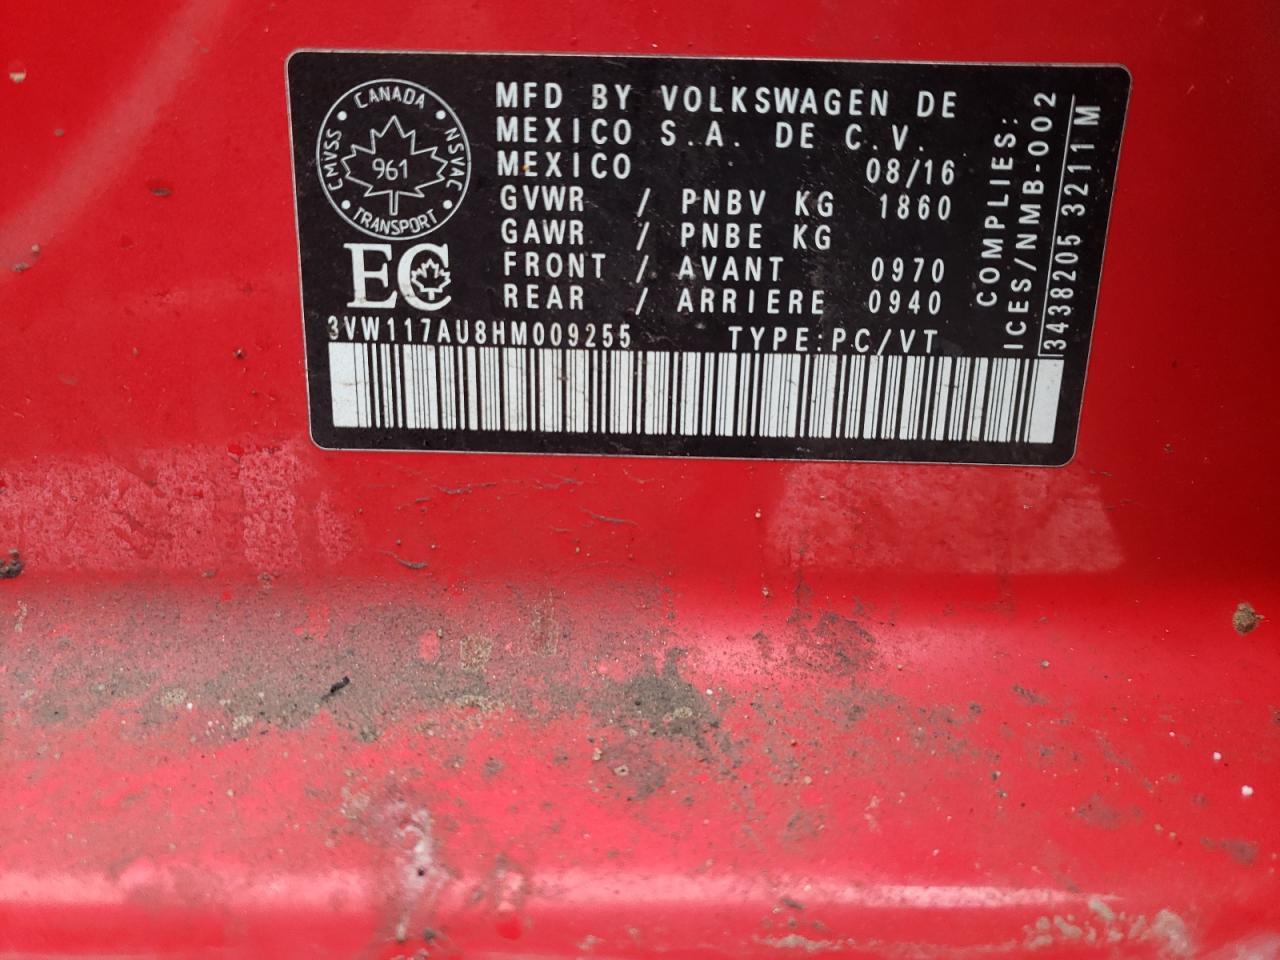 CANADA
CMVSS
NSVAC
961
TRANSPORT
EC
MFD BY VOLKSWAGEN DE
MEXICO S.A. DE C.V.
MEXICO 08/16
GVWR / PNBV KG 1860
GAWR / PNBE KG
FRONT / AVANT 0970
REAR / ARRIERE 0940
3VW117AU8HM009255 TYPE:PC/VT
COMPLIES:
ICES/NMB-002
3438205 3211 M